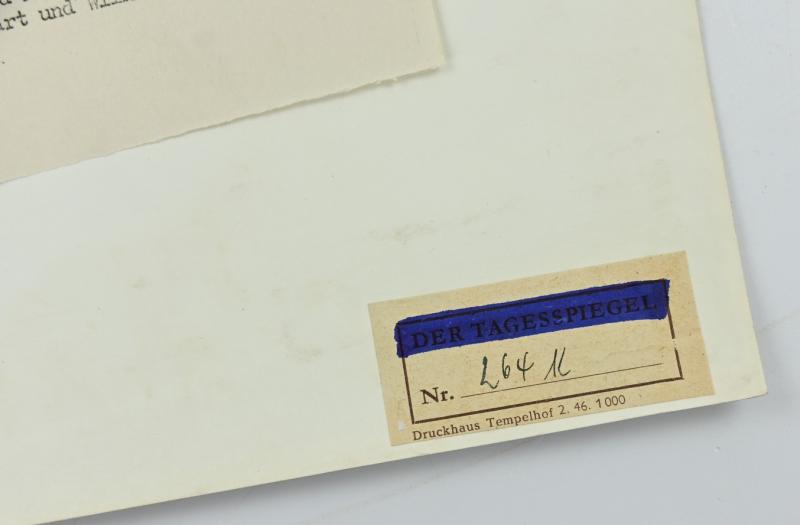 art und
DER TAGESSPIEGEL
Nr. 264 M
Druckhaus Tempelhof 2. 46. 1000